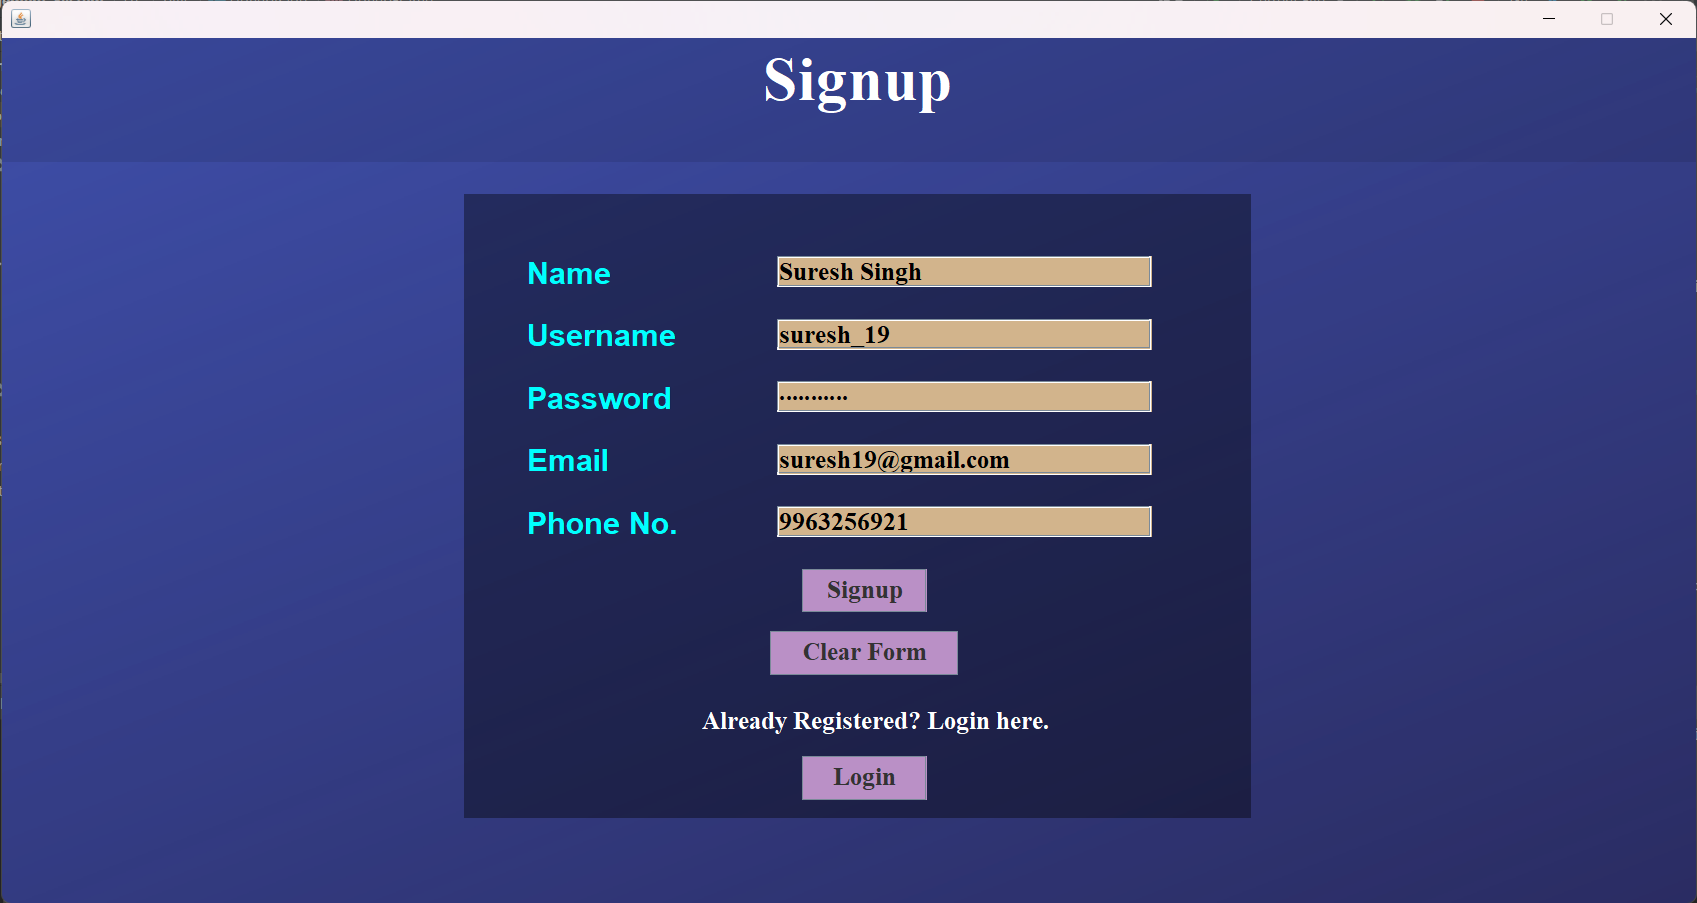 Signup
Name Suresh Singh
Username suresh_19
Password ...........
Email suresh19@gmail.com
Phone No. 9963256921
Signup
Clear Form
Already Registered? Login here.
Login